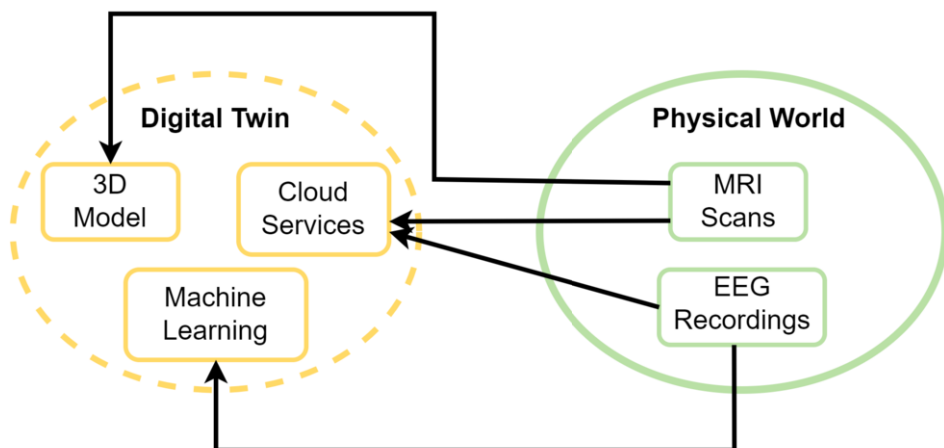 Digital Twin
3D
Model
Cloud
Services
Machine
Learning
Physical World
MRI
Scans
EEG
Recordings